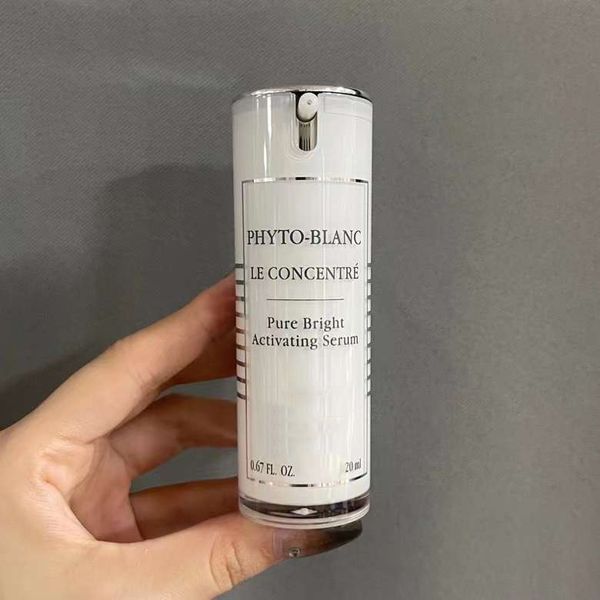 PHYTO-BLANC
LE CONCENTRÉ
Pure Bright
Activating Serum
0.67 FL. OZ. 20 ml